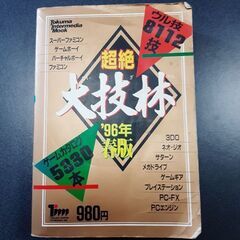 Tokuma
Intermedia
Mook
スーパーファミコン
ゲームボーイ
バーチャルボーイ
ファミコン
ウル技
8112
技
超絶
大技林
'96年
春版
ゲームカタログ
5330
本
3DO
ネオ・ジオ
サターン
メガドライブ
ゲームギア
プレイステーション
PC-FX
PCエンジン
Tim
980円